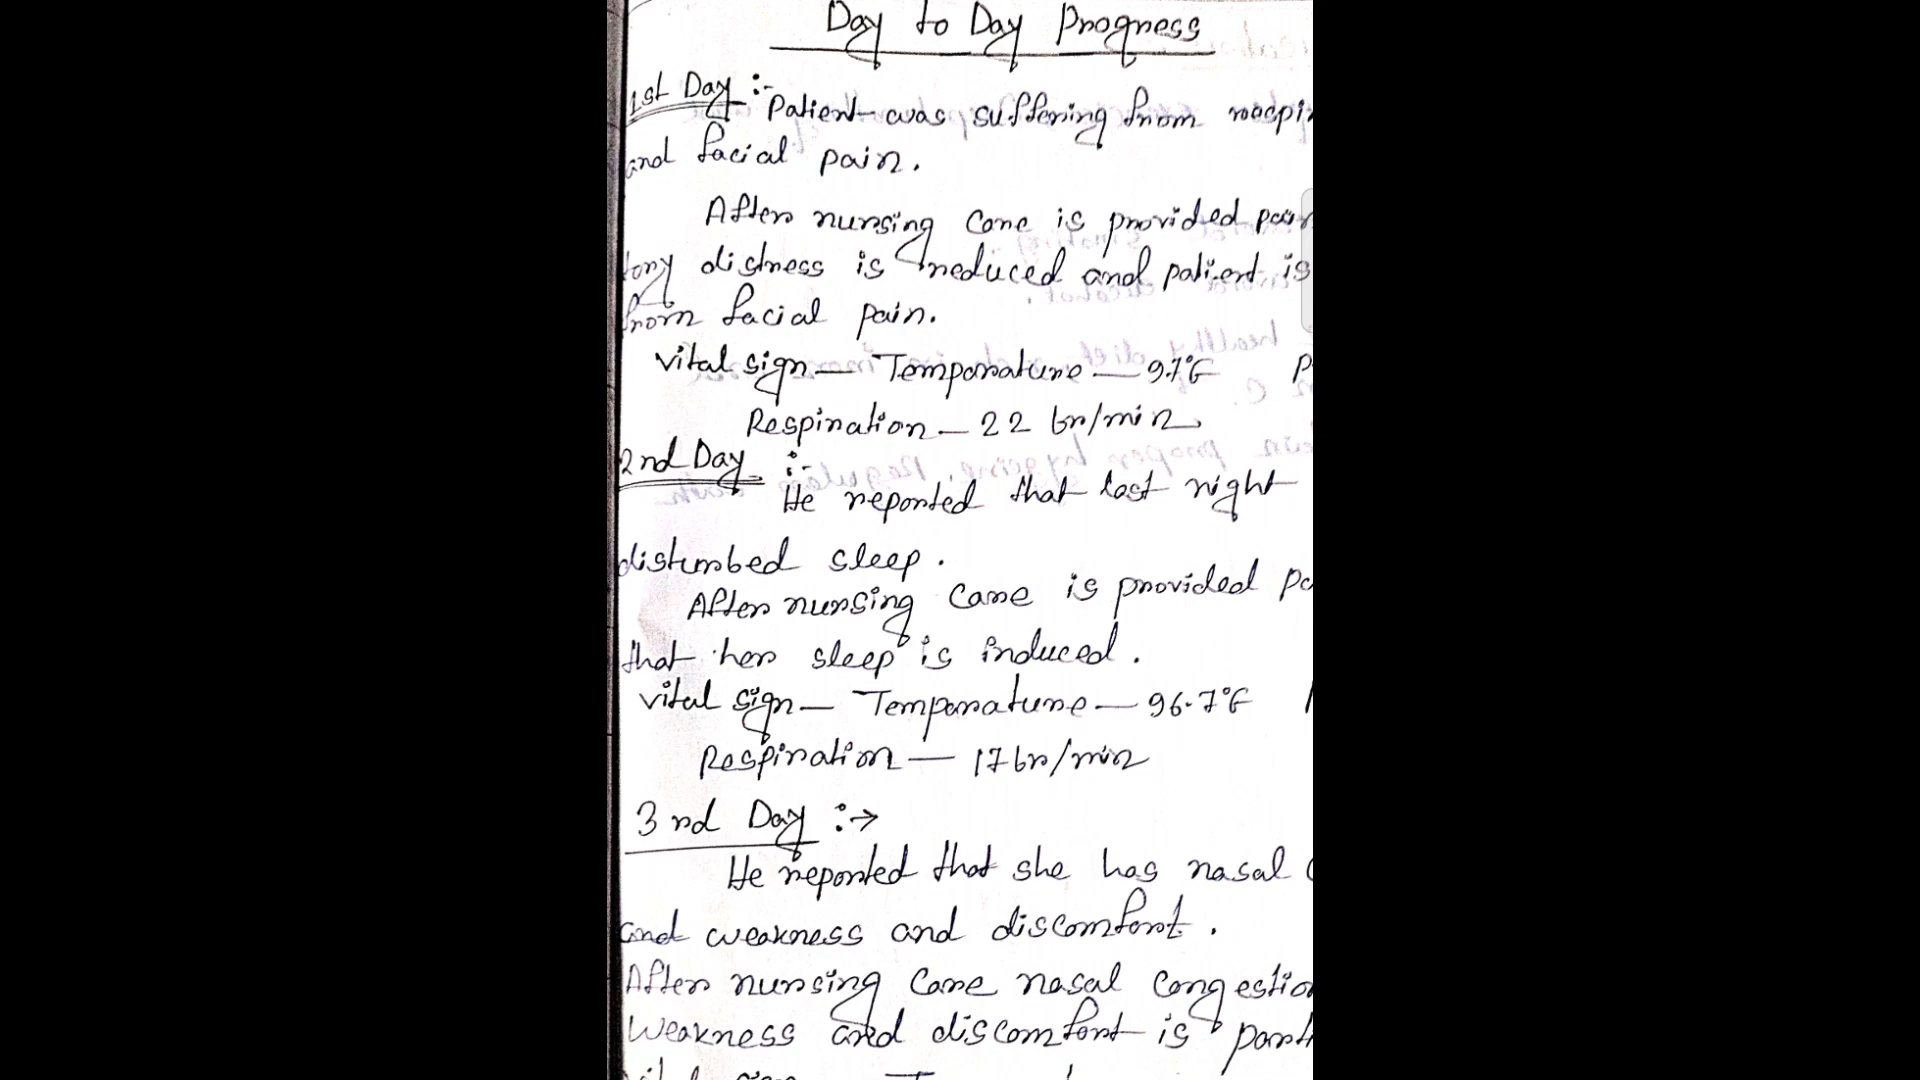 Day to Day Progress
1st Day :- Patient was suffering from
and facial pain.
After nursing care is provided
tory distress is reduced and patient is
from facial pain.
vital sign — Temperature — 97°F P
Respiration — 22 br/min
2nd Day :-
He reported that last night
disturbed sleep.
After nursing care is provided
that her sleep is induced.
vital sign — Temperature — 96.7°F
Respiration — 17 br/min
3rd Day :→
He reported that she has nasal
and weakness and discomfort.
After nursing care nasal congestion
Weakness and discomfort is